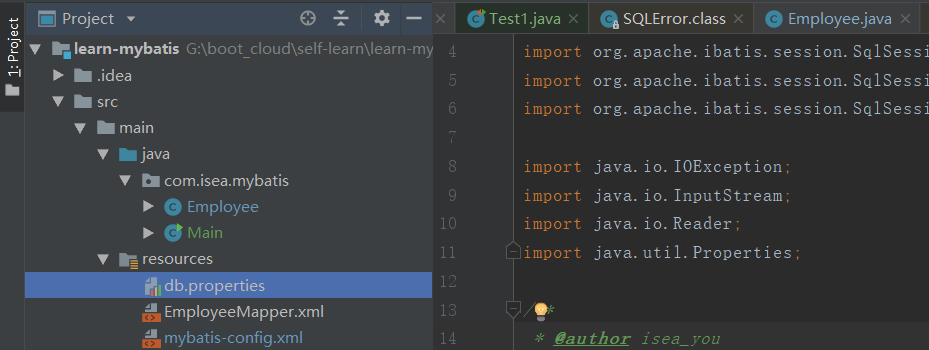 1: Project
Project
learn-mybatis G:\boot_cloud\self-learn\learn-my
.idea
src
main
java
com.isea.mybatis
Employee
Main
resources
db.properties
EmployeeMapper.xml
mybatis-config.xml
Test1.java SQLError.class Employee.java
4 import org.apache.ibatis.session.SqlSessi
5 import org.apache.ibatis.session.SqlSessi
6 import org.apache.ibatis.session.SqlSessi
7
8 import java.io.IOException;
9 import java.io.InputStream;
10 import java.io.Reader;
11 import java.util.Properties;
12
13 /**
14 * @author isea_you